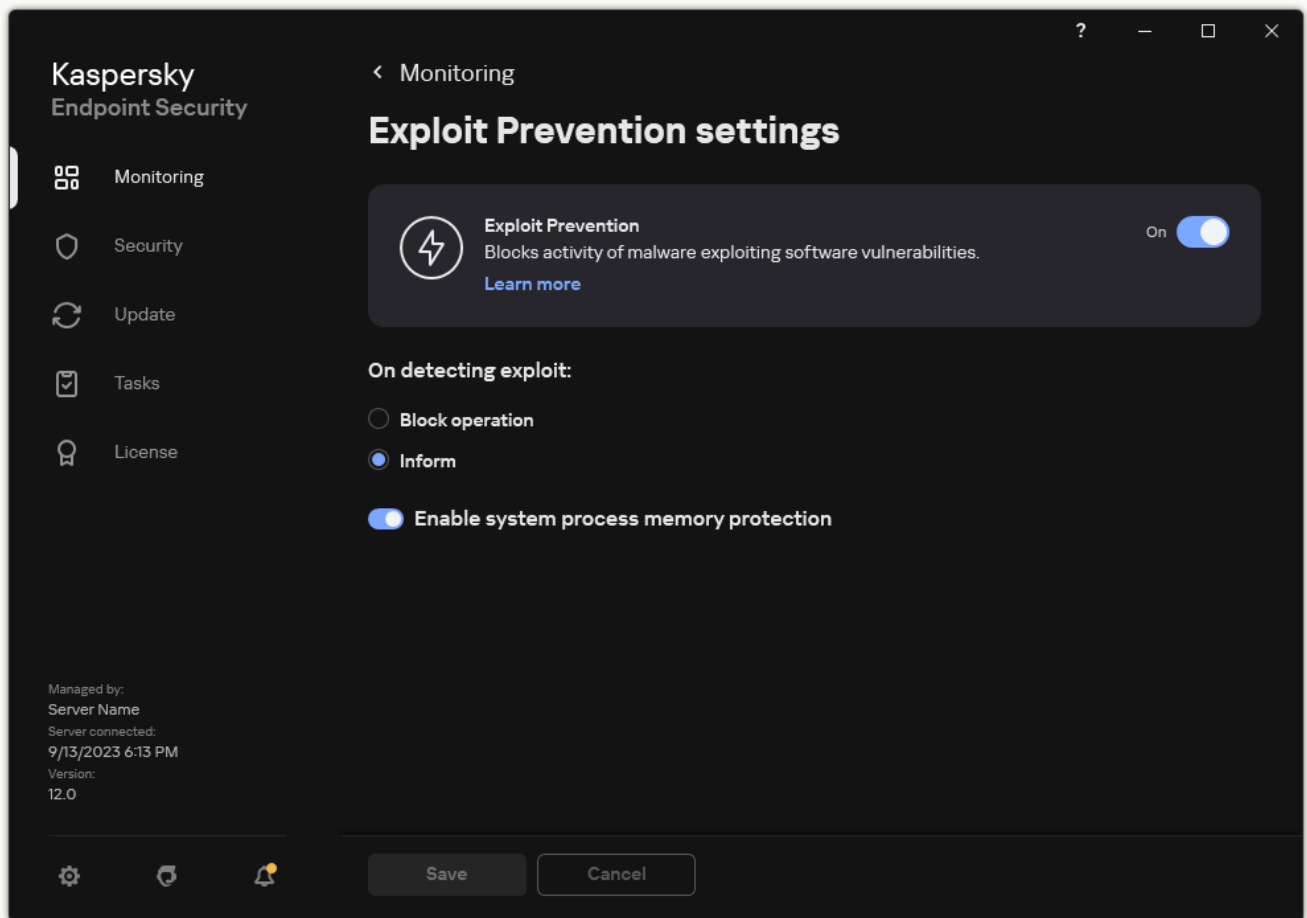 ?
Kaspersky
Endpoint Security
Monitoring
Security
Update
Tasks
License
Managed by:
Server Name
Server connected:
9/13/2023 6:13 PM
Version:
12.0
Monitoring
Exploit Prevention settings
Exploit Prevention
Blocks activity of malware exploiting software vulnerabilities.
Learn more
On
On detecting exploit:
Block operation
Inform
Enable system process memory protection
Save
Cancel